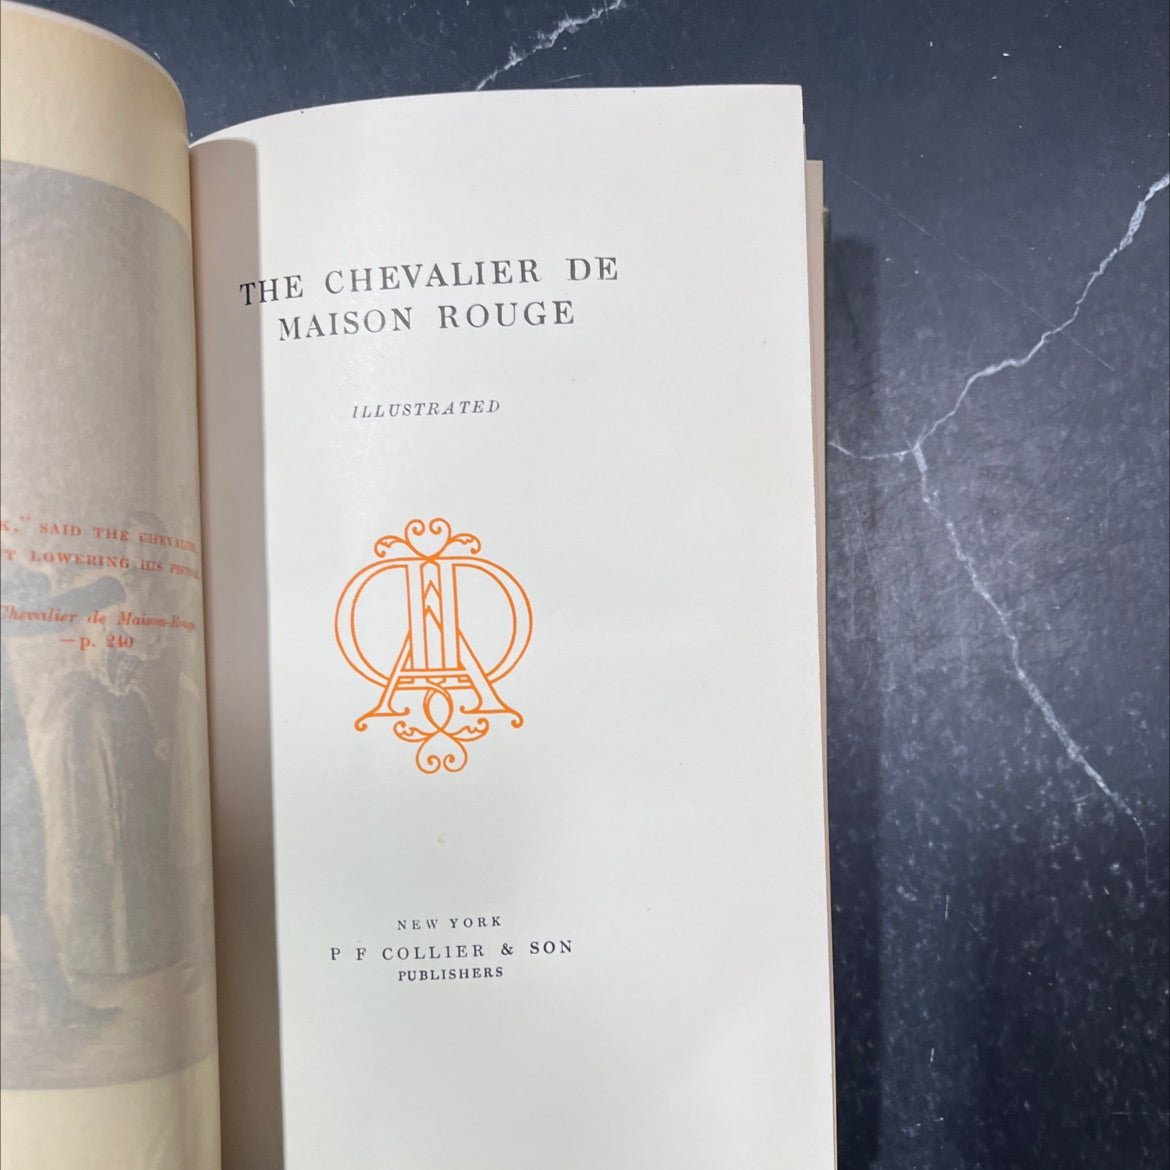 K," SAID THE CHEVALIER
T LOWERING HIS PISTOL
Chevalier de Maison-Rouge,
—p. 240
THE CHEVALIER DE
MAISON ROUGE
ILLUSTRATED
NEW YORK
P F COLLIER & SON
PUBLISHERS